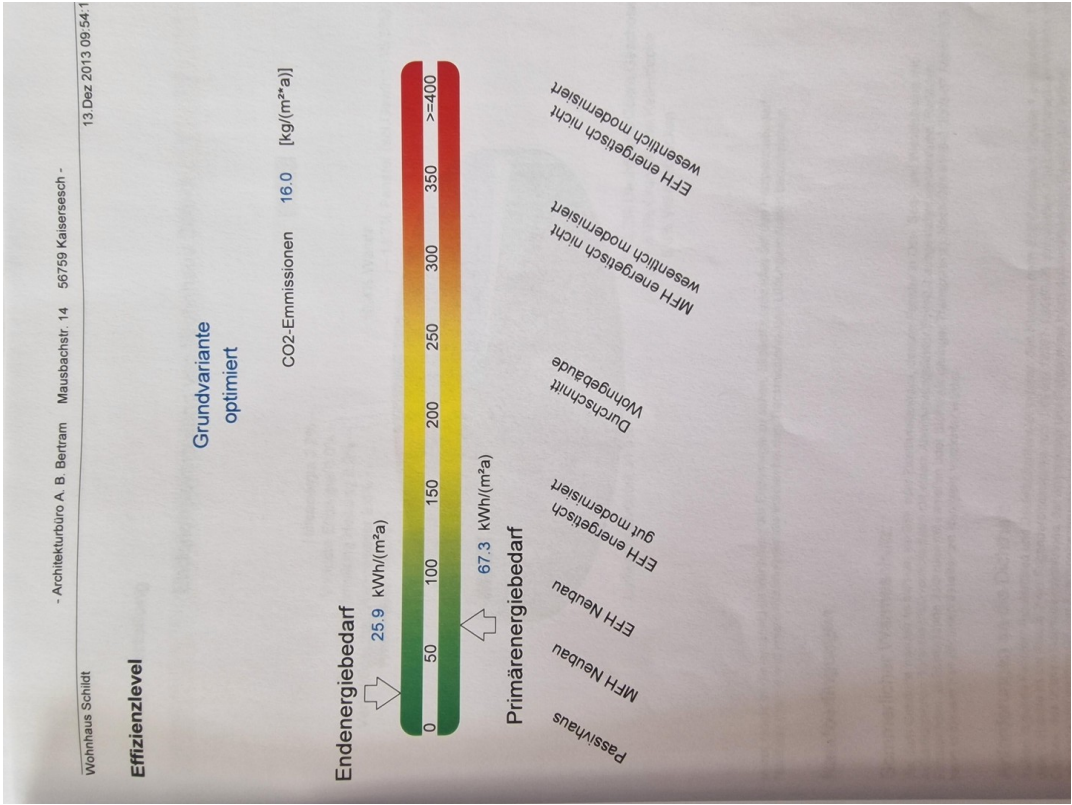 - Architekturbüro A. B. Bertram Mausbachstr. 14 56759 Kaisersesch -
Wohnhaus Schildt 13.Dez 2013 09:54:1
Effizienzlevel
Grundvariante
optimiert
CO2-Emmissionen 16.0 [kg/(m²*a)]
Endenergiebedarf
25.9 kWh/(m²a)
0 50 100 150 200 250 300 350 >=400
67.3 kWh/(m²a)
Primärenergiebedarf
Passivhaus
MFH Neubau
EFH Neubau
EFH energetisch
gut modernisiert
Durchschnitt
Wohngebäude
MFH energetisch nicht
wesentlich modernisiert
EFH energetisch nicht
wesentlich modernisiert